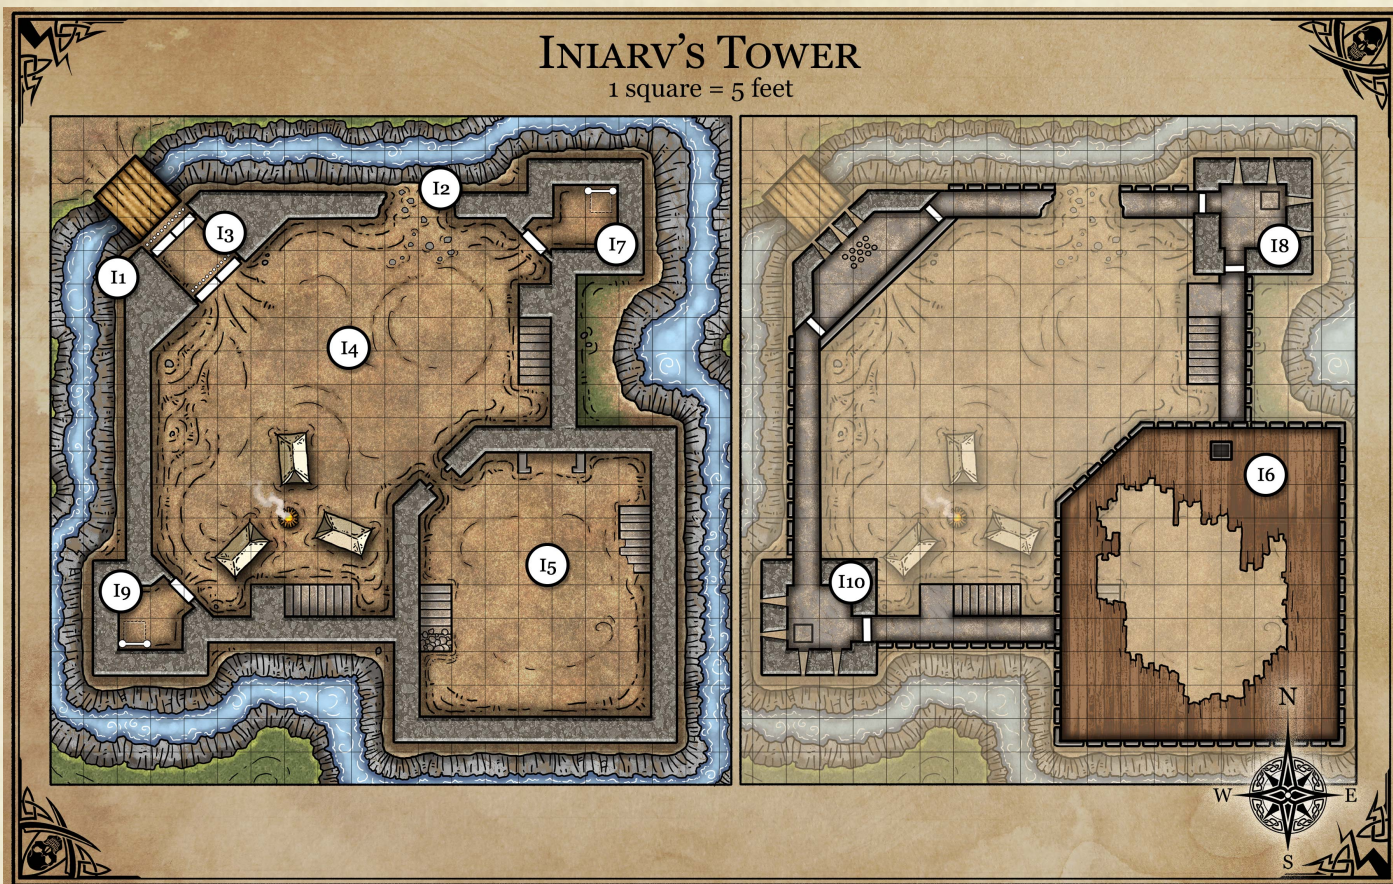 Iniarv's Tower
1 square = 5 feet
I2
I3
I7
I1
I4
I5
I9
I8
I6
I10
N
W
E
S